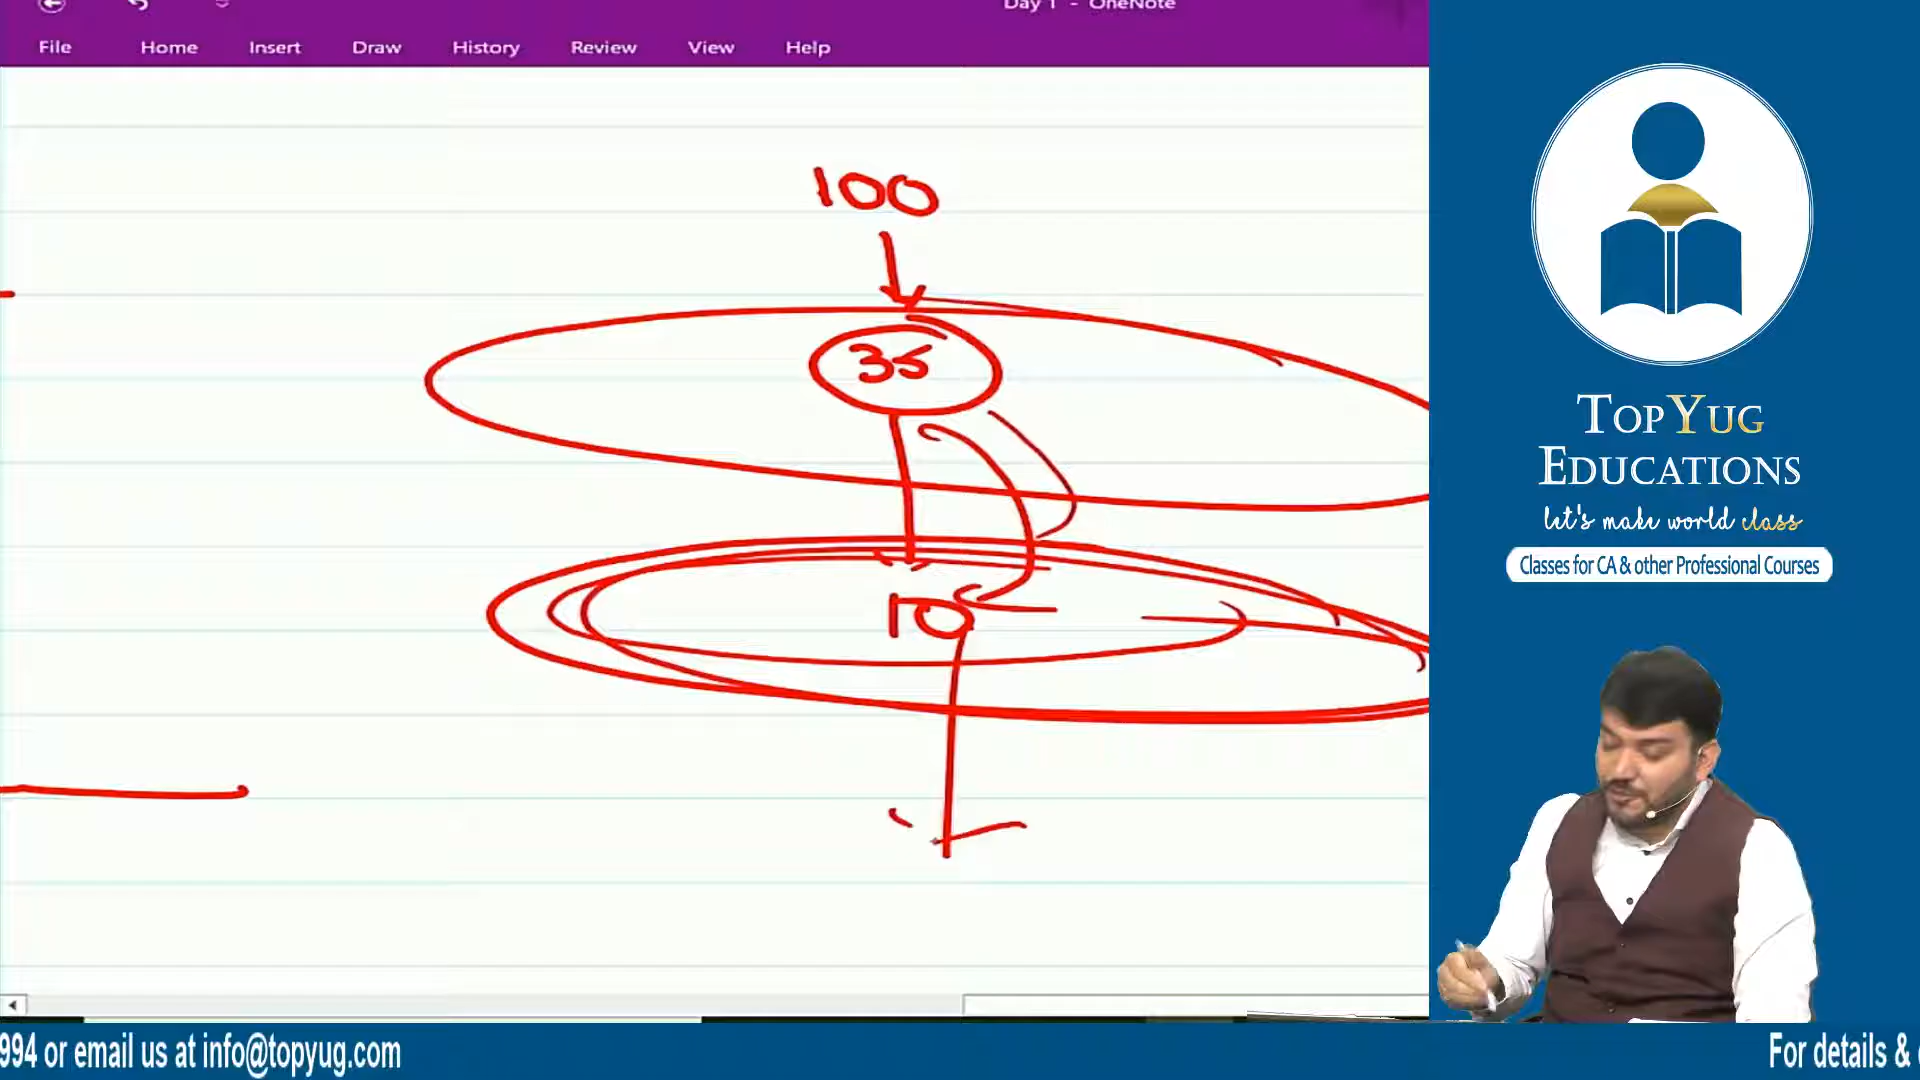 Day 1 - OneNote
File Home Insert Draw History Review View Help
100
35
10
TOPYUG
EDUCATIONS
let's make world class
Classes for CA & other Professional Courses
994 or email us at info@topyug.com
For details &